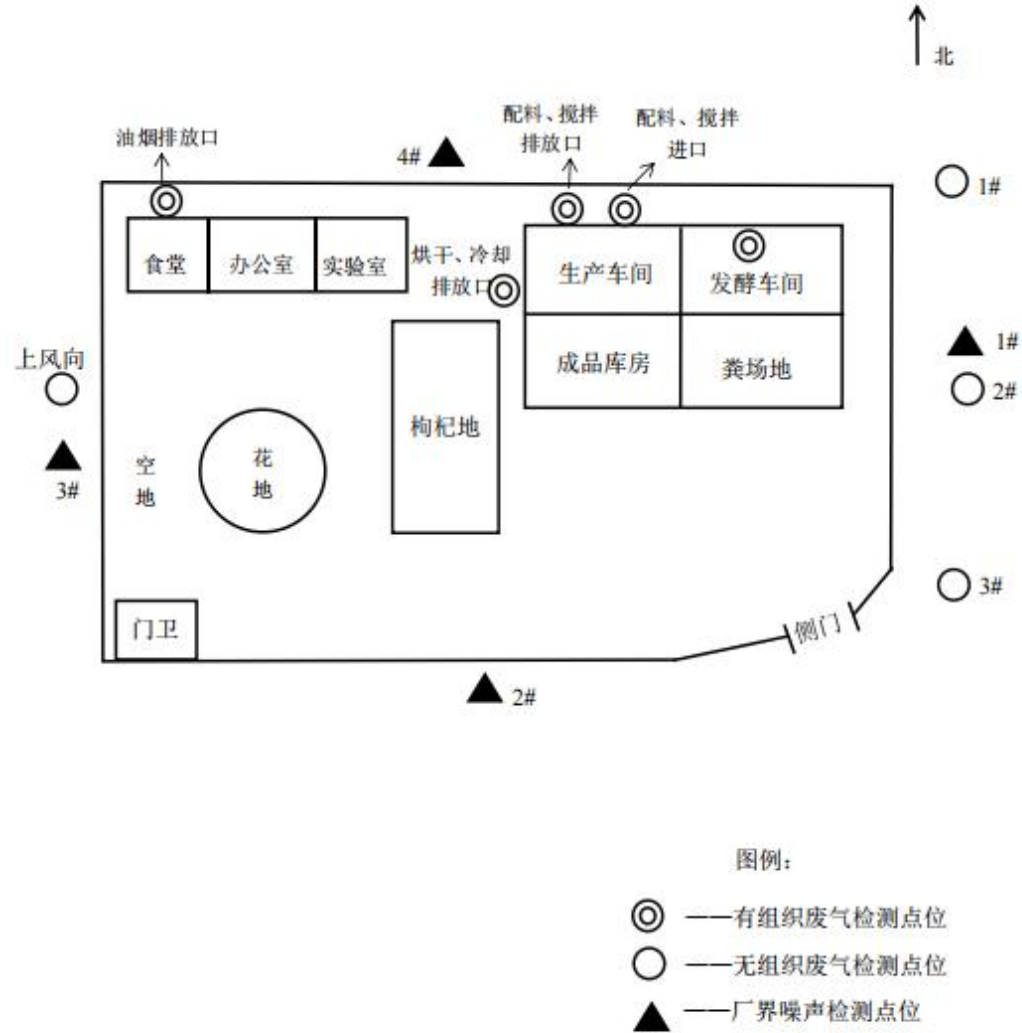 北
油烟排放口
4#
配料、搅拌
排放口
配料、搅拌
进口
1#
食堂
办公室
实验室
烘干、冷却
排放口
生产车间
发酵车间
上风向
成品库房
粪场地
1#
2#
枸杞地
空
地
花
地
3#
3#
门卫
侧门
2#
图例：
——有组织废气检测点位
——无组织废气检测点位
——厂界噪声检测点位